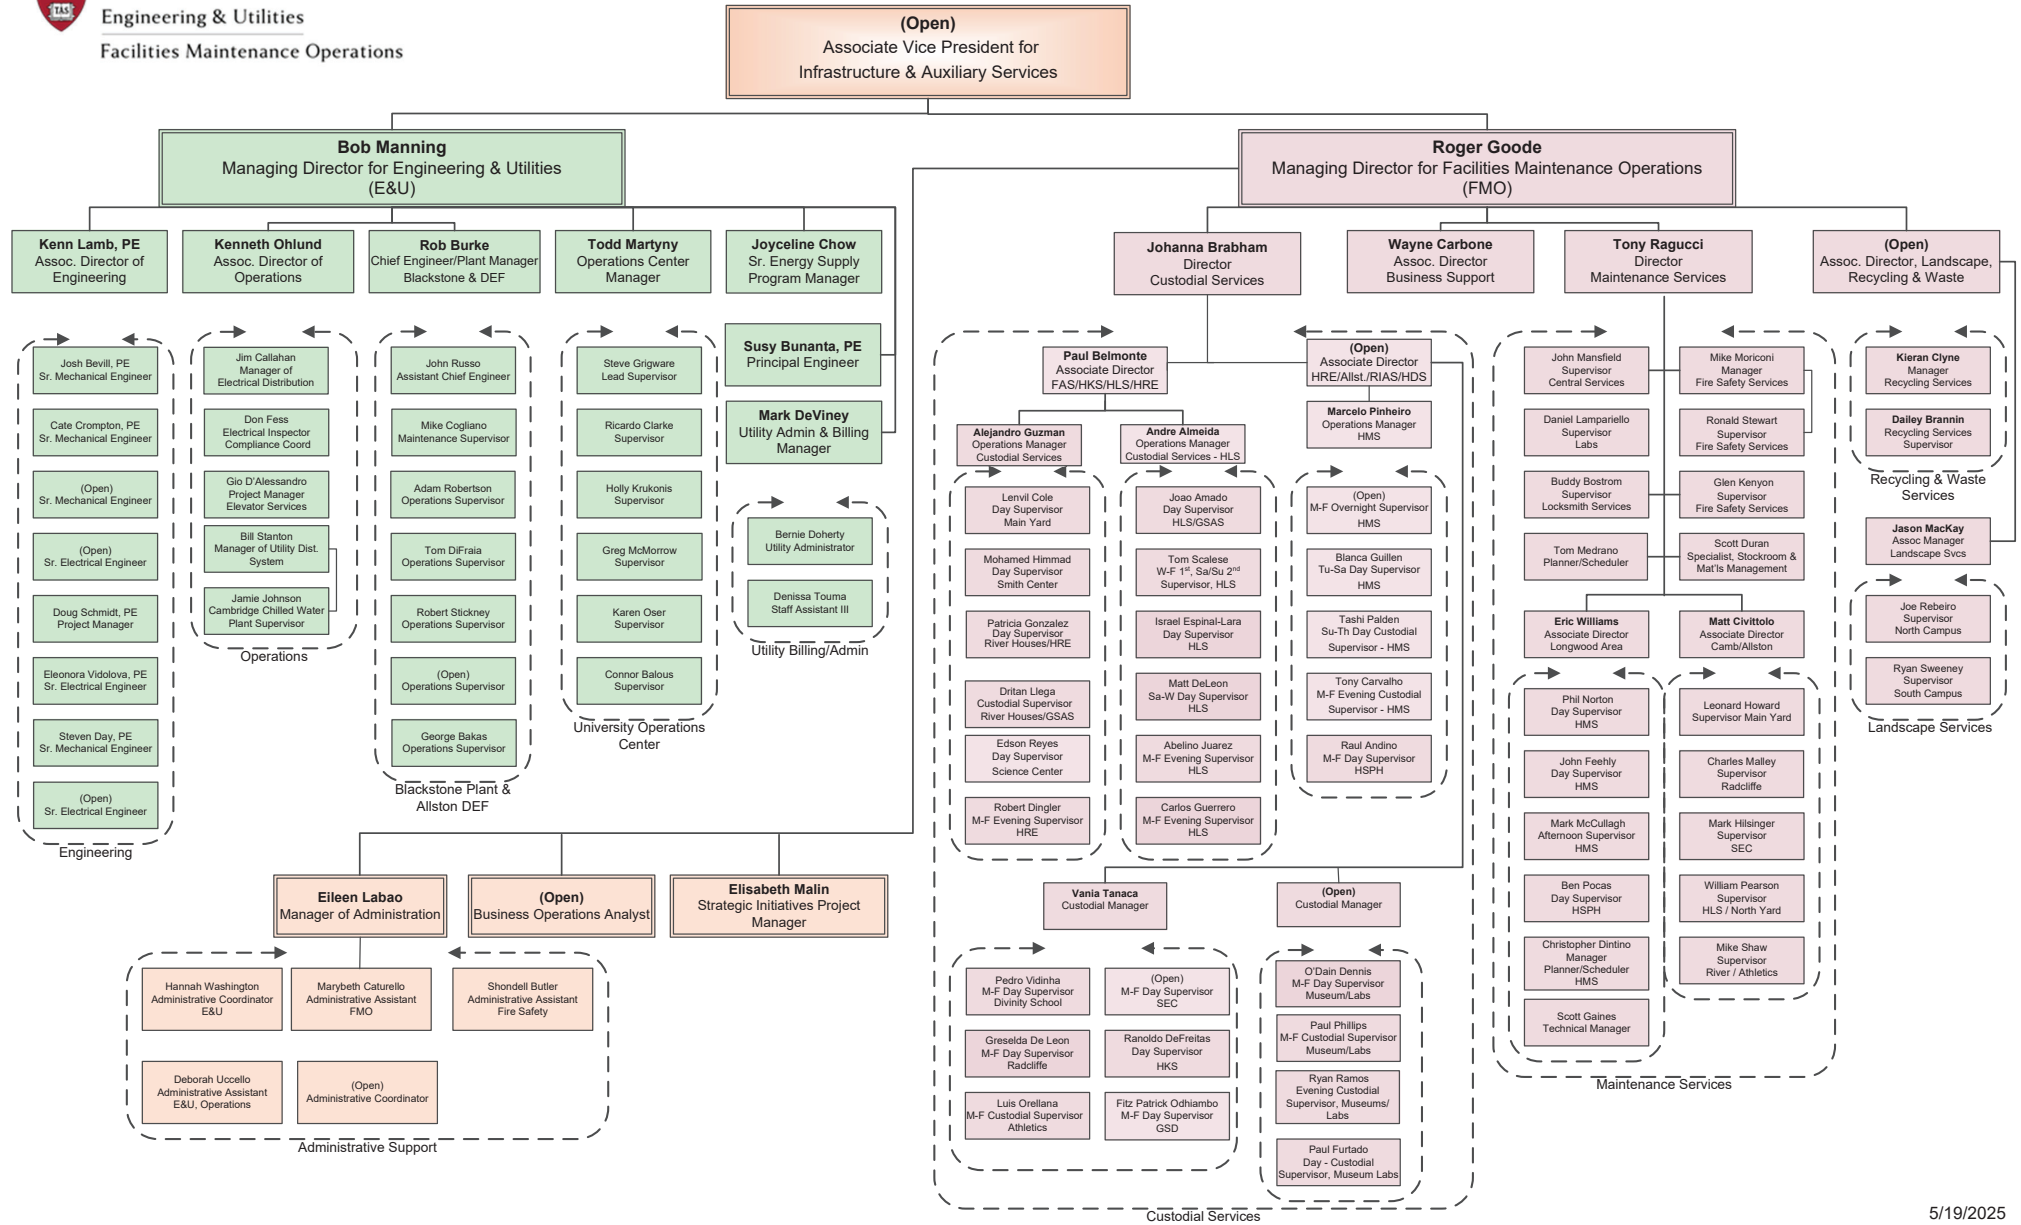 TAS
Engineering & Utilities
Facilities Maintenance Operations
(Open)
Associate Vice President for
Infrastructure & Auxiliary Services
Bob Manning
Managing Director for Engineering & Utilities
(E&U)
Roger Goode
Managing Director for Facilities Maintenance Operations
(FMO)
Kenn Lamb, PE
Assoc. Director of
Engineering
Kenneth Ohlund
Assoc. Director of
Operations
Rob Burke
Chief Engineer/Plant Manager
Blackstone & DEF
Todd Martyny
Operations Center
Manager
Joyceline Chow
Sr. Energy Supply
Program Manager
Susy Bunanta, PE
Principal Engineer
Mark DeViney
Utility Admin & Billing
Manager
Johanna Brabham
Director
Custodial Services
Wayne Carbone
Assoc. Director
Business Support
Tony Ragucci
Director
Maintenance Services
(Open)
Assoc. Director, Landscape,
Recycling & Waste
Josh Bevill, PE
Sr. Mechanical Engineer
Cate Crompton, PE
Sr. Mechanical Engineer
(Open)
Sr. Mechanical Engineer
(Open)
Sr. Electrical Engineer
Doug Schmidt, PE
Project Manager
Eleonora Vidolova, PE
Sr. Electrical Engineer
Steven Day, PE
Sr. Mechanical Engineer
(Open)
Sr. Electrical Engineer
Engineering
Jim Callahan
Manager of
Electrical Distribution
Don Fess
Electrical Inspector
Compliance Coord
Gio D'Alessandro
Project Manager
Elevator Services
Bill Stanton
Manager of Utility Dist.
System
Jamie Johnson
Cambridge Chilled Water
Plant Supervisor
Operations
John Russo
Assistant Chief Engineer
Mike Cogliano
Maintenance Supervisor
Adam Robertson
Operations Supervisor
Tom DiFraia
Operations Supervisor
Robert Stickney
Operations Supervisor
(Open)
Operations Supervisor
George Bakas
Operations Supervisor
Blackstone Plant &
Allston DEF
Steve Grigware
Lead Supervisor
Ricardo Clarke
Supervisor
Holly Krukonis
Supervisor
Greg McMorrow
Supervisor
Karen Oser
Supervisor
Connor Balous
Supervisor
University Operations
Center
Bernie Doherty
Utility Administrator
Denissa Touma
Staff Assistant III
Utility Billing/Admin
Paul Belmonte
Associate Director
FAS/HKS/HLS/HRE
(Open)
Associate Director
HRE/Allst./RIAS/HDS
Marcelo Pinheiro
Operations Manager
HMS
Alejandro Guzman
Operations Manager
Custodial Services
Andre Almeida
Operations Manager
Custodial Services - HLS
Lenvil Cole
Day Supervisor
Main Yard
Mohamed Himmad
Day Supervisor
Smith Center
Patricia Gonzalez
Day Supervisor
River Houses/HRE
Dritan Llega
Custodial Supervisor
River Houses/GSAS
Edson Reyes
Day Supervisor
Science Center
Robert Dingler
M-F Evening Supervisor
HRE
Joao Amado
Day Supervisor
HLS/GSAS
Tom Scalese
W-F 1st, Sa/Su 2nd
Supervisor, HLS
Israel Espinal-Lara
Day Supervisor
HLS
Matt DeLeon
Sa-W Day Supervisor
HLS
Abelino Juarez
M-F Evening Supervisor
HLS
Carlos Guerrero
M-F Evening Supervisor
HLS
(Open)
M-F Overnight Supervisor
HMS
Blanca Guillen
Tu-Sa Day Supervisor
HMS
Tashi Palden
Su-Th Day Custodial
Supervisor - HMS
Tony Carvalho
M-F Evening Custodial
Supervisor - HMS
Raul Andino
M-F Day Supervisor
HSPH
Vania Tanaca
Custodial Manager
(Open)
Custodial Manager
Pedro Vidinha
M-F Day Supervisor
Divinity School
(Open)
M-F Day Supervisor
SEC
Greselda De Leon
M-F Day Supervisor
Radcliffe
Ranoldo DeFreitas
Day Supervisor
HKS
Luis Orellana
M-F Custodial Supervisor
Athletics
Fitz Patrick Odhiambo
M-F Day Supervisor
GSD
O'Dain Dennis
M-F Day Supervisor
Museum/Labs
Paul Phillips
M-F Custodial Supervisor
Museum/Labs
Ryan Ramos
Evening Custodial
Supervisor, Museums/
Labs
Paul Furtado
Day - Custodial
Supervisor, Museum Labs
Custodial Services
John Mansfield
Supervisor
Central Services
Mike Moriconi
Manager
Fire Safety Services
Daniel Lampariello
Supervisor
Labs
Ronald Stewart
Supervisor
Fire Safety Services
Buddy Bostrom
Supervisor
Locksmith Services
Glen Kenyon
Supervisor
Fire Safety Services
Tom Medrano
Planner/Scheduler
Scott Duran
Specialist, Stockroom &
Mat'ls Management
Eric Williams
Associate Director
Longwood Area
Matt Civittolo
Associate Director
Camb/Allston
Phil Norton
Day Supervisor
HMS
John Feehly
Day Supervisor
HMS
Mark McCullagh
Afternoon Supervisor
HMS
Ben Pocas
Day Supervisor
HSPH
Christopher Dintino
Manager
Planner/Scheduler
HMS
Scott Gaines
Technical Manager
Leonard Howard
Supervisor Main Yard
Charles Malley
Supervisor
Radcliffe
Mark Hilsinger
Supervisor
SEC
William Pearson
Supervisor
HLS / North Yard
Mike Shaw
Supervisor
River / Athletics
Maintenance Services
Kieran Clyne
Manager
Recycling Services
Dailey Brannin
Recycling Services
Supervisor
Recycling & Waste
Services
Jason MacKay
Assoc Manager
Landscape Svcs
Joe Rebeiro
Supervisor
North Campus
Ryan Sweeney
Supervisor
South Campus
Landscape Services
Eileen Labao
Manager of Administration
(Open)
Business Operations Analyst
Elisabeth Malin
Strategic Initiatives Project
Manager
Hannah Washington
Administrative Coordinator
E&U
Marybeth Caturello
Administrative Assistant
FMO
Shondell Butler
Administrative Assistant
Fire Safety
Deborah Uccello
Administrative Assistant
E&U, Operations
(Open)
Administrative Coordinator
Administrative Support
5/19/2025